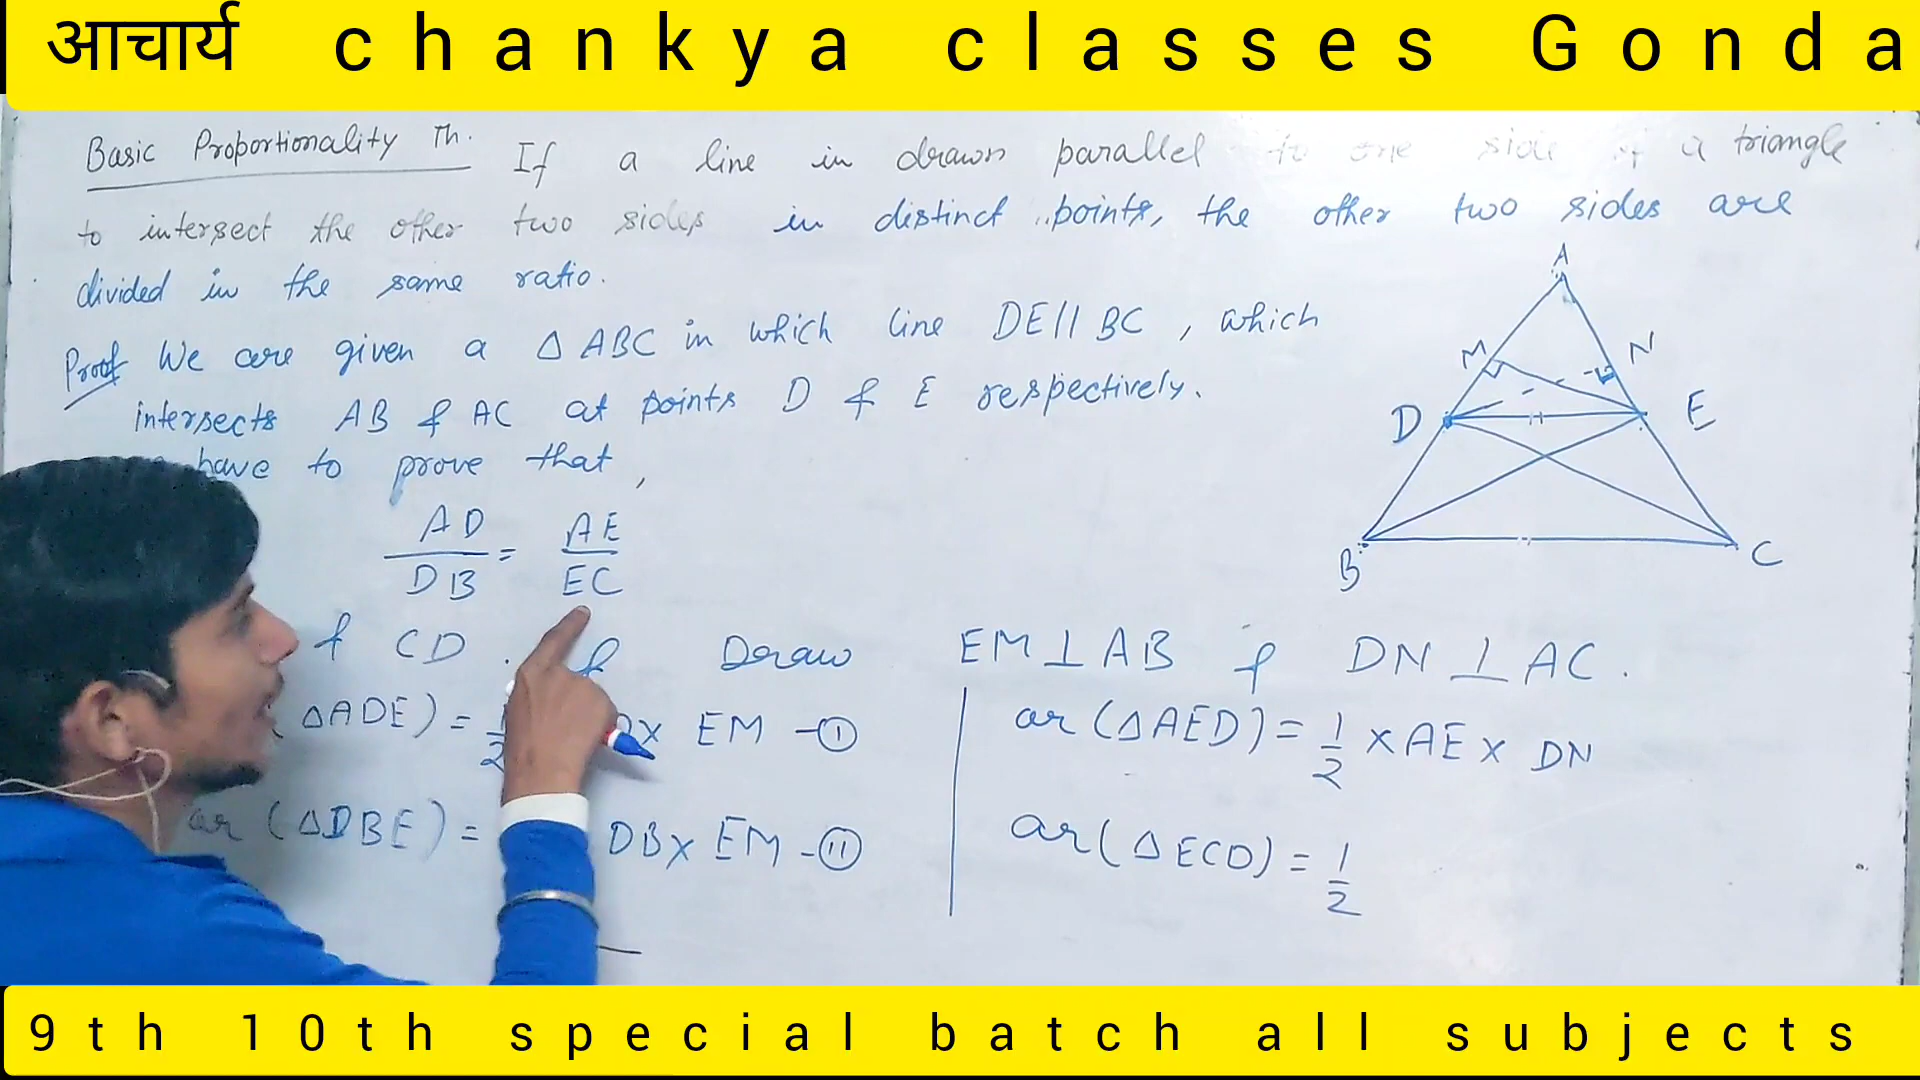 आचार्य chankya classes Gonda
Basic Proportionality Th. If a line in drawn parallel to one side of a triangle
to intersect the other two sides in distinct points, the other two sides are
divided in the same ratio.
Proof We are given a △ ABC in which line DE || BC , which
intersects AB & AC at points D & E respectively.
have to prove that,
AD/DB = AE/EC
A
M
N
D
E
B
C
& CD . & Draw EM ⊥ AB & DN ⊥ AC .
△ADE) = 1/2 × EM - ①
ar (△DBE) = DB × EM - ⑪
ar (△AED) = 1/2 × AE × DN
ar (△ECD) = 1/2
9th 10th special batch all subjects